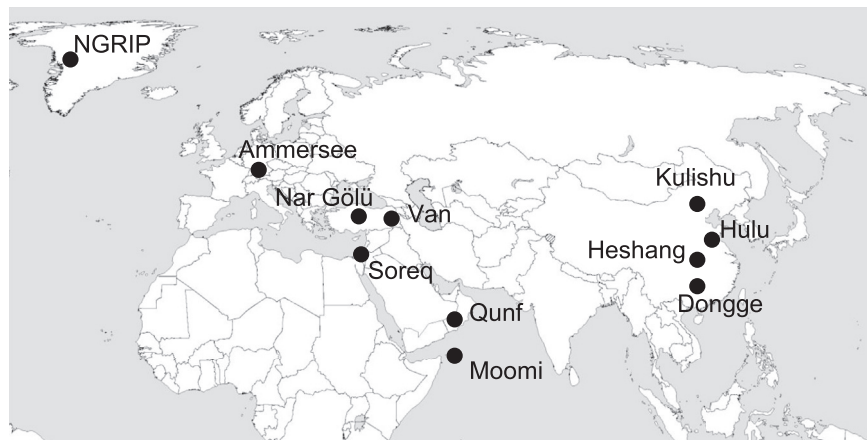 NGRIP
Ammersee
Nar Gölü
Van
Soreq
Qunf
Moomi
Kulishu
Hulu
Heshang
Dongge